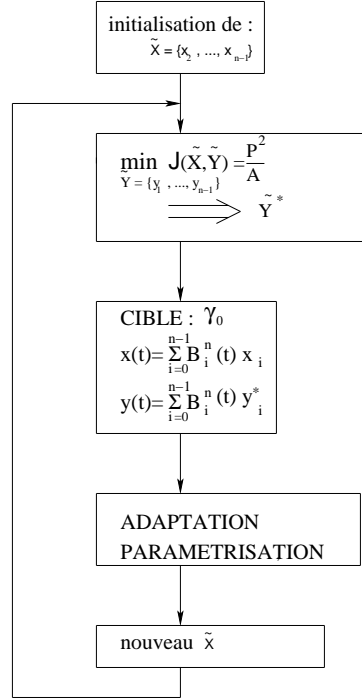 initialisation de :
X̃ = {x₂ , ..., xₙ₋₁}
min J(X̃,Ỹ) = P²/A
Ỹ = {y₁ , ..., yₙ₋₁}
⟹ Ỹ*
CIBLE : γ₀
x(t)= Σᵢ₌₀ⁿ⁻¹ Bᵢⁿ (t) xᵢ
y(t)= Σᵢ₌₀ⁿ⁻¹ Bᵢⁿ (t) y*ᵢ
ADAPTATION
PARAMETRISATION
nouveau x̃